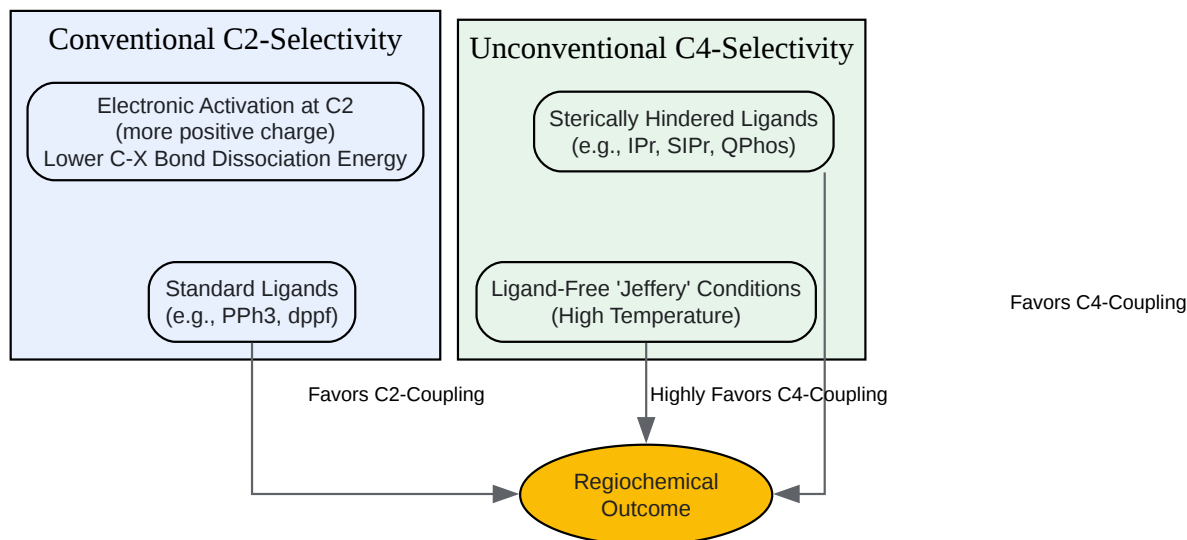 Conventional C2-Selectivity
Electronic Activation at C2
(more positive charge)
Lower C-X Bond Dissociation Energy
Standard Ligands
(e.g., PPh3, dppf)
Unconventional C4-Selectivity
Sterically Hindered Ligands
(e.g., IPr, SIPr, QPhos)
Ligand-Free 'Jeffery' Conditions
(High Temperature)
Favors C4-Coupling
Favors C2-Coupling
Highly Favors C4-Coupling
Regiochemical
Outcome